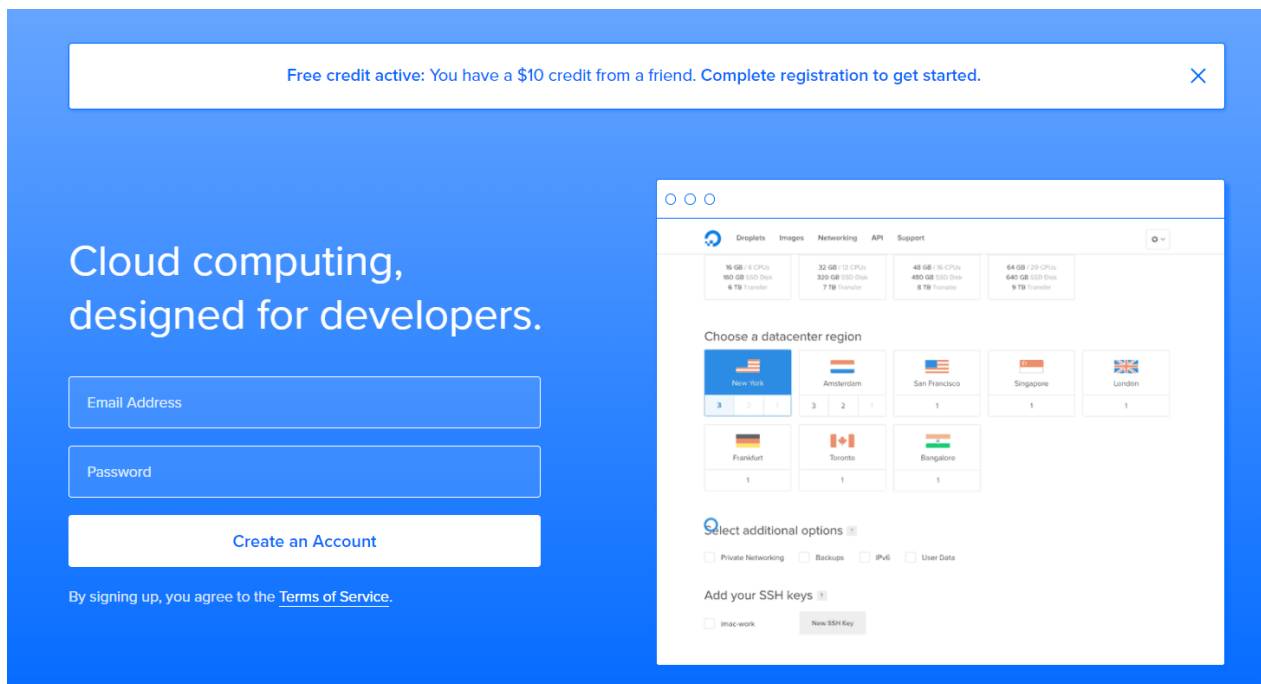 Free credit active: You have a $10 credit from a friend. Complete registration to get started.
Cloud computing,
designed for developers.
Email Address
Password
Create an Account
By signing up, you agree to the Terms of Service.
Droplets Images Networking API Support
16 GB / 8 CPUs
160 GB SSD Disk
6 TB Transfer
32 GB / 12 CPUs
320 GB SSD Disk
7 TB Transfer
48 GB / 16 CPUs
480 GB SSD Disk
8 TB Transfer
64 GB / 20 CPUs
640 GB SSD Disk
9 TB Transfer
Choose a datacenter region
New York
3 2 1
Amsterdam
3 2 1
San Francisco
1
Singapore
1
London
1
Frankfurt
1
Toronto
1
Bangalore
1
Select additional options ?
Private Networking Backups IPv6 User Data
Add your SSH keys ?
imac-work New SSH Key